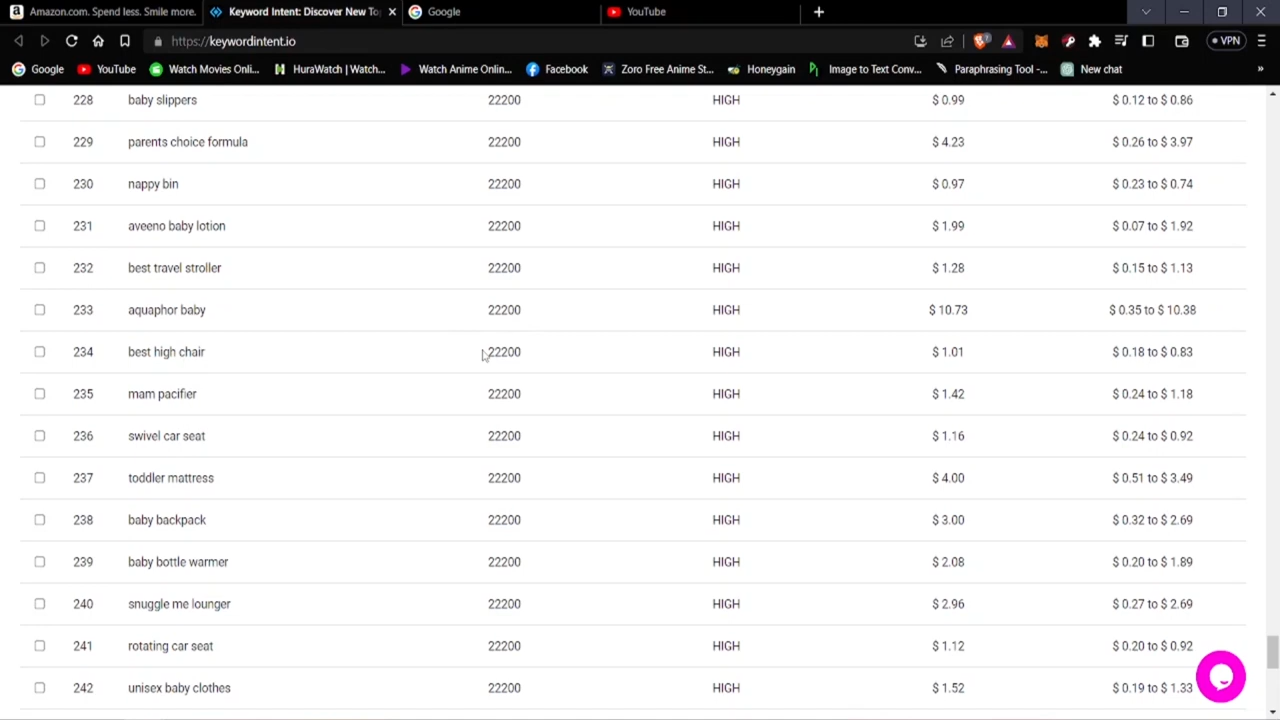 Amazon.com. Spend less. Smile more.
Keyword Intent: Discover New To
Google
YouTube
https://keywordintent.io
VPN
Google
YouTube
Watch Movies Onli...
HuraWatch | Watch...
Watch Anime Onlin...
Facebook
Zoro Free Anime St...
Honeygain
Image to Text Conv...
Paraphrasing Tool -...
New chat
»
228 baby slippers 22200 HIGH $ 0.99 $ 0.12 to $ 0.86
229 parents choice formula 22200 HIGH $ 4.23 $ 0.26 to $ 3.97
230 nappy bin 22200 HIGH $ 0.97 $ 0.23 to $ 0.74
231 aveeno baby lotion 22200 HIGH $ 1.99 $ 0.07 to $ 1.92
232 best travel stroller 22200 HIGH $ 1.28 $ 0.15 to $ 1.13
233 aquaphor baby 22200 HIGH $ 10.73 $ 0.35 to $ 10.38
234 best high chair 22200 HIGH $ 1.01 $ 0.18 to $ 0.83
235 mam pacifier 22200 HIGH $ 1.42 $ 0.24 to $ 1.18
236 swivel car seat 22200 HIGH $ 1.16 $ 0.24 to $ 0.92
237 toddler mattress 22200 HIGH $ 4.00 $ 0.51 to $ 3.49
238 baby backpack 22200 HIGH $ 3.00 $ 0.32 to $ 2.69
239 baby bottle warmer 22200 HIGH $ 2.08 $ 0.20 to $ 1.89
240 snuggle me lounger 22200 HIGH $ 2.96 $ 0.27 to $ 2.69
241 rotating car seat 22200 HIGH $ 1.12 $ 0.20 to $ 0.92
242 unisex baby clothes 22200 HIGH $ 1.52 $ 0.19 to $ 1.33